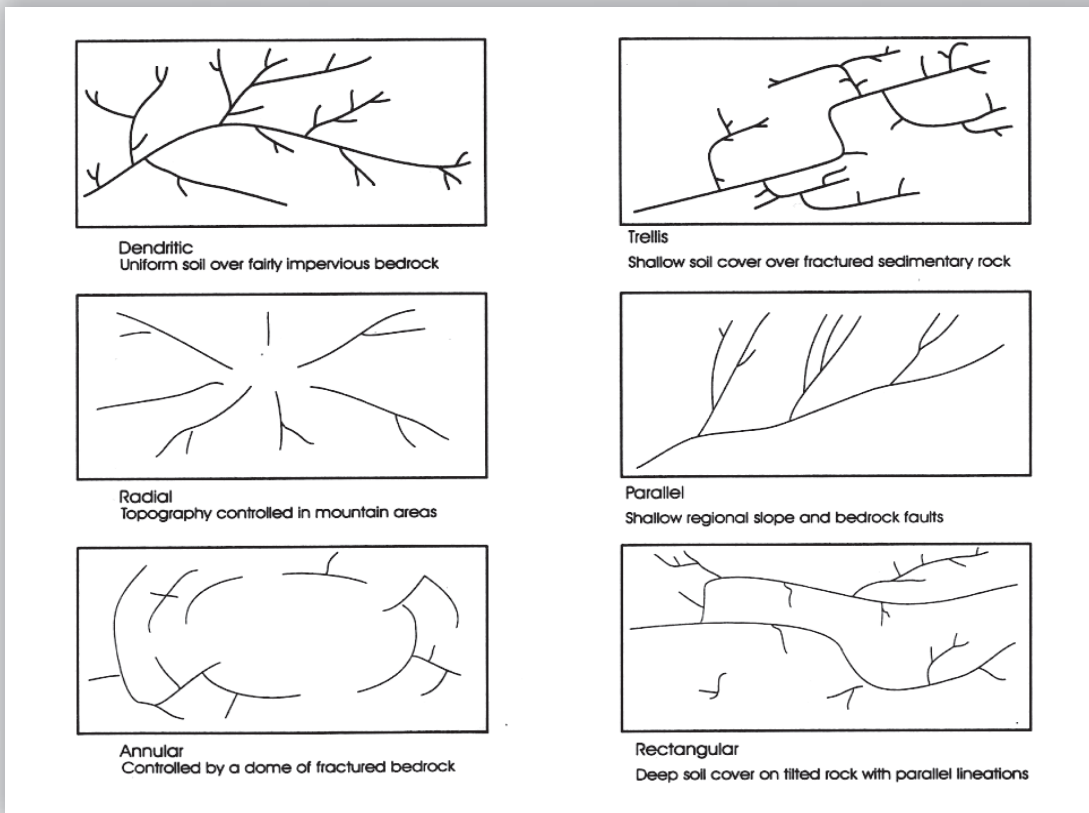 Dendritic
Uniform soil over fairly impervious bedrock
Trellis
Shallow soil cover over fractured sedimentary rock
Radial
Topography controlled in mountain areas
Parallel
Shallow regional slope and bedrock faults
Annular
Controlled by a dome of fractured bedrock
Rectangular
Deep soil cover on tilted rock with parallel lineations